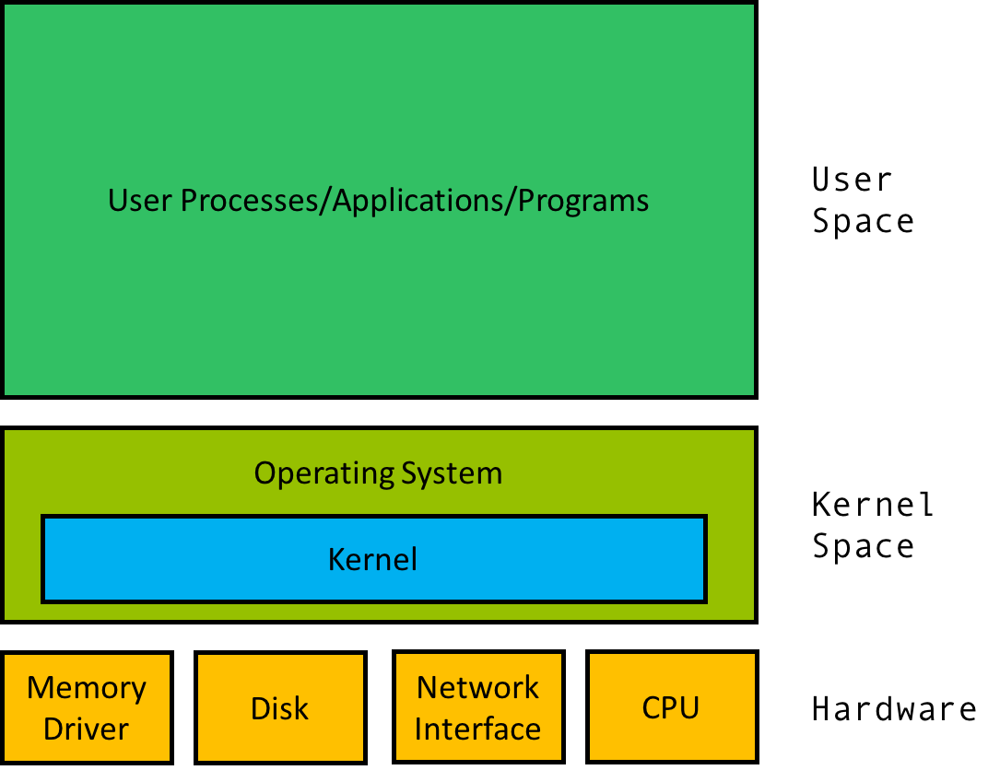 User Processes/Applications/Programs
User
Space
Operating System
Kernel
Kernel
Space
Memory
Driver
Disk
Network
Interface
CPU
Hardware